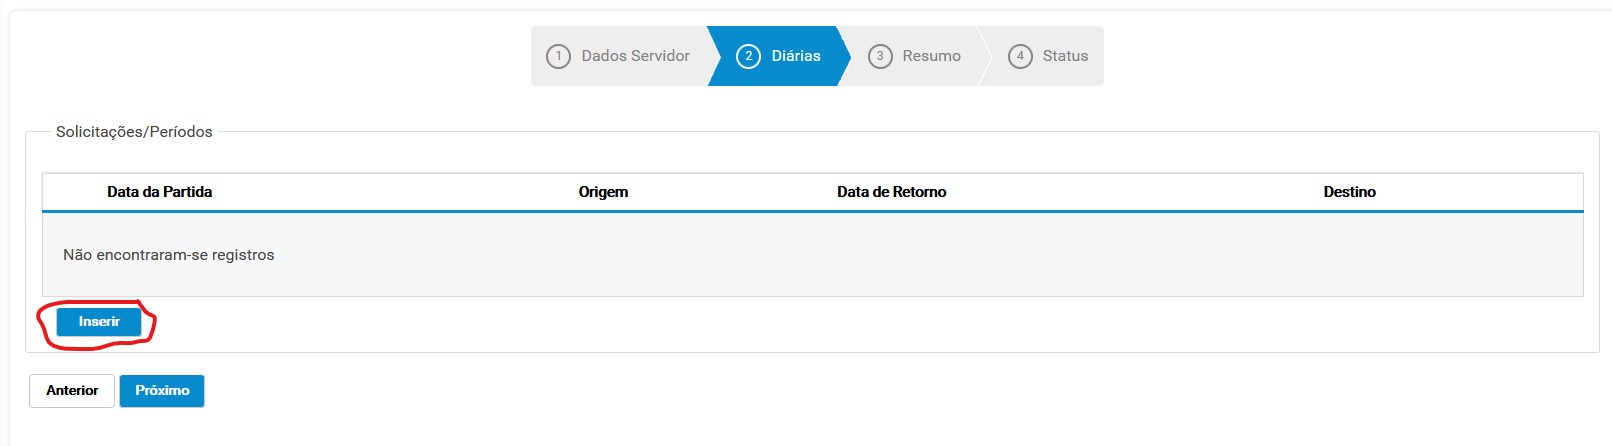 1 Dados Servidor 2 Diárias 3 Resumo 4 Status
Solicitações/Períodos
Data da Partida Origem Data de Retorno Destino
Não encontraram-se registros
Inserir
Anterior Próximo